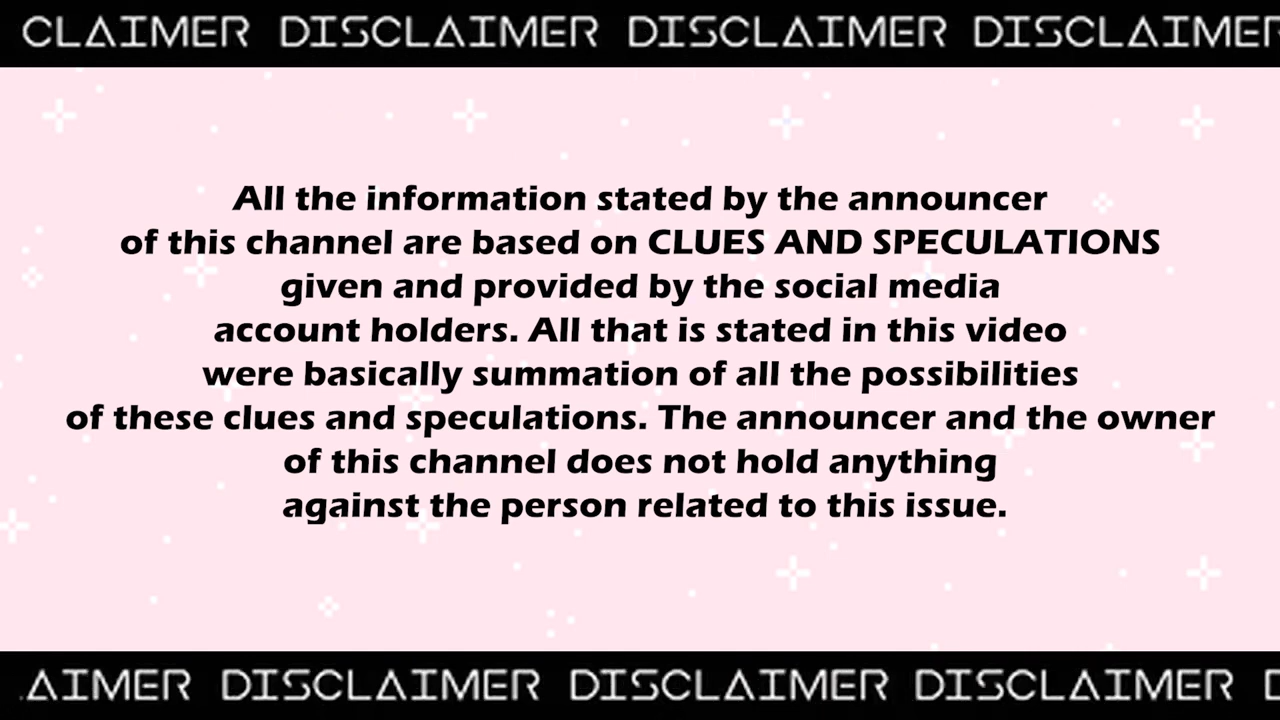 CLAIMER DISCLAIMER DISCLAIMER DISCLAIMER
All the information stated by the announcer
of this channel are based on CLUES AND SPECULATIONS
given and provided by the social media
account holders. All that is stated in this video
were basically summation of all the possibilities
of these clues and speculations. The announcer and the owner
of this channel does not hold anything
against the person related to this issue.
AIMER DISCLAIMER DISCLAIMER DISCLAIMER D